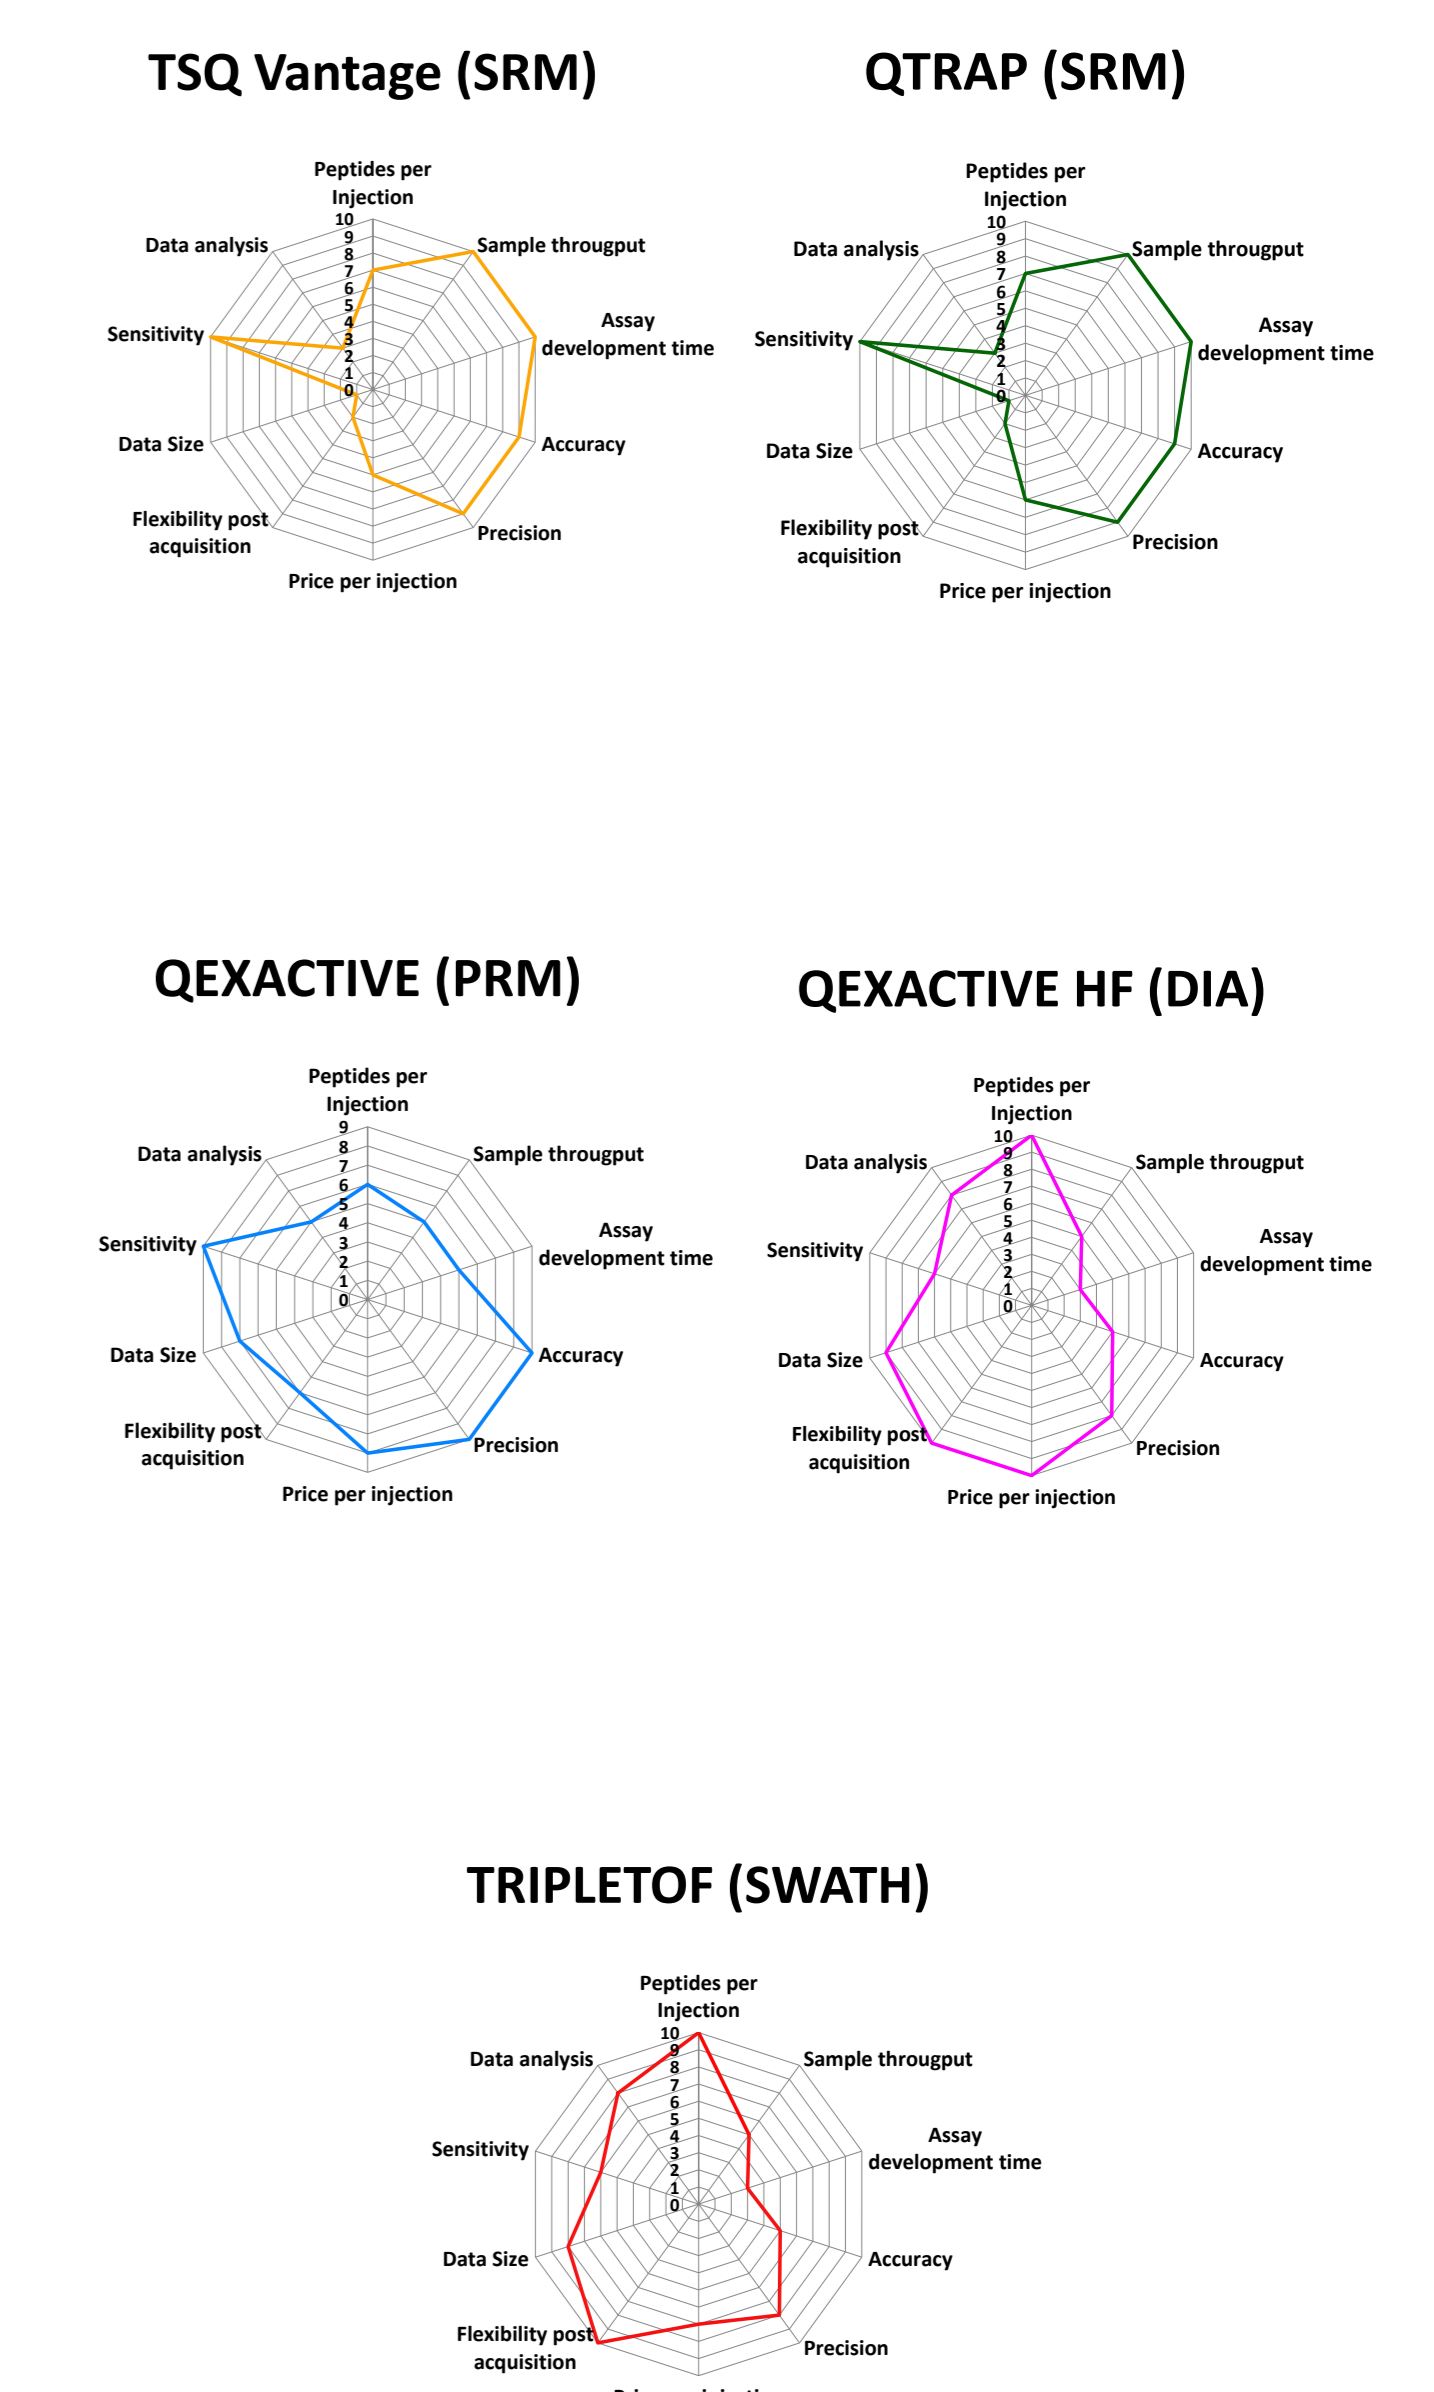 TSQ Vantage (SRM)
Peptides per
Injection
10
9
8
7
6
5
4
3
2
1
0
Sample througput
Assay
development time
Accuracy
Precision
Price per injection
Flexibility post
acquisition
Data Size
Sensitivity
Data analysis
QTRAP (SRM)
Peptides per
Injection
10
9
8
7
6
5
4
3
2
1
0
Sample througput
Assay
development time
Accuracy
Precision
Price per injection
Flexibility post
acquisition
Data Size
Sensitivity
Data analysis
QEXACTIVE (PRM)
Peptides per
Injection
9
8
7
6
5
4
3
2
1
0
Sample througput
Assay
development time
Accuracy
Precision
Price per injection
Flexibility post
acquisition
Data Size
Sensitivity
Data analysis
QEXACTIVE HF (DIA)
Peptides per
Injection
10
9
8
7
6
5
4
3
2
1
0
Sample througput
Assay
development time
Accuracy
Precision
Price per injection
Flexibility post
acquisition
Data Size
Sensitivity
Data analysis
TRIPLETOF (SWATH)
Peptides per
Injection
10
9
8
7
6
5
4
3
2
1
0
Sample througput
Assay
development time
Accuracy
Precision
Flexibility post
acquisition
Data Size
Sensitivity
Data analysis